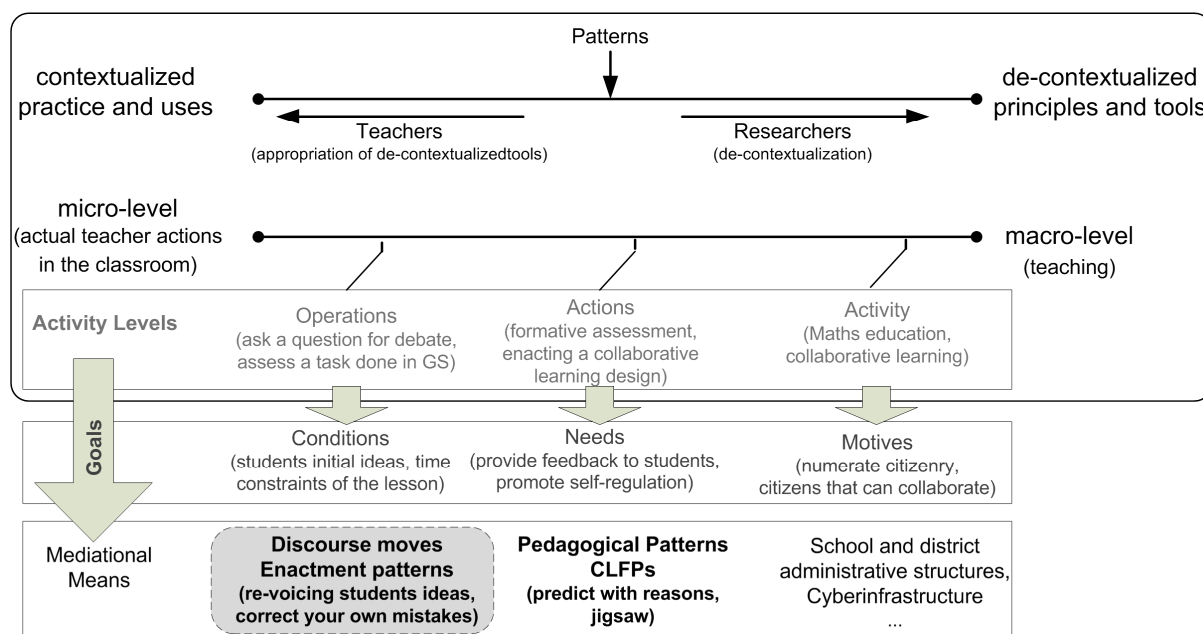 Patterns
contextualized
practice and uses
de-contextualized
principles and tools
Teachers
(appropriation of de-contextualizedtools)
Researchers
(de-contextualization)
micro-level
(actual teacher actions
in the classroom)
macro-level
(teaching)
Activity Levels
Operations
(ask a question for debate,
assess a task done in GS)
Actions
(formative assessment,
enacting a collaborative
learning design)
Activity
(Maths education,
collaborative learning)
Goals
Conditions
(students initial ideas, time
constraints of the lesson)
Needs
(provide feedback to students,
promote self-regulation)
Motives
(numerate citizenry,
citizens that can collaborate)
Mediational
Means
Discourse moves
Enactment patterns
(re-voicing students ideas,
correct your own mistakes)
Pedagogical Patterns
CLFPs
(predict with reasons,
jigsaw)
School and district
administrative structures,
Cyberinfrastructure
...